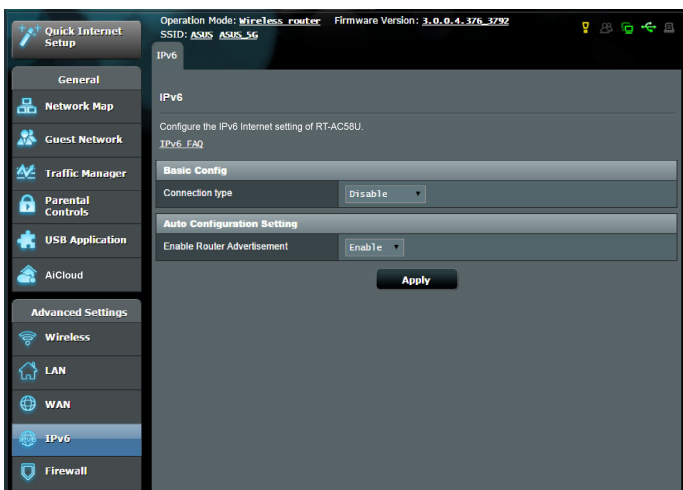 Quick Internet
Setup
General
Network Map
Guest Network
Traffic Manager
Parental
Controls
USB Application
AiCloud
Advanced Settings
Wireless
LAN
WAN
IPv6
Firewall
Operation Mode: Wireless router Firmware Version: 3.0.0.4.376_3792
SSID: ASUS ASUS_5G
IPv6
IPv6
Configure the IPv6 Internet setting of RT-AC58U.
IPv6 FAQ
Basic Config
Connection type Disable
Auto Configuration Setting
Enable Router Advertisement Enable
Apply